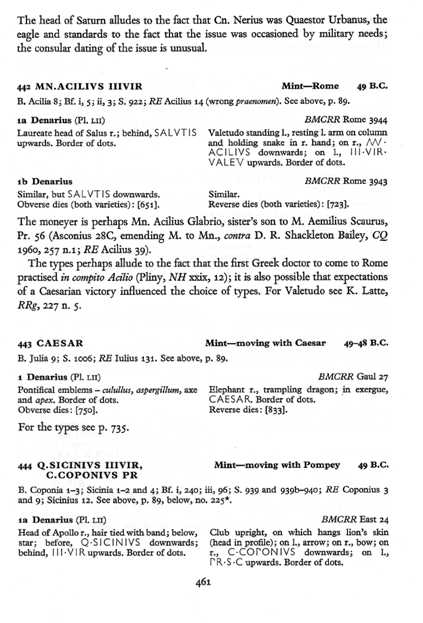 The head of Saturn alludes to the fact that Cn. Nerius was Quaestor Urbanus, the
eagle and standards to the fact that the issue was occasioned by military needs;
the consular dating of the issue is unusual.
442 MN.ACILIVS IIIVIR Mint—Rome 49 B.C.
B. Acilia 8; Bf. i, 5; ii, 3; S. 922; RE Acilius 14 (wrong praenomen). See above, p. 89.
1a Denarius (Pl. LII) BMCRR Rome 3944
Laureate head of Salus r.; behind, SALVTIS
upwards. Border of dots.
Valetudo standing l., resting l. arm on column
and holding snake in r. hand; on r., MN·
ACILIVS downwards; on l., III·VIR·
VALEV upwards. Border of dots.
1b Denarius BMCRR Rome 3943
Similar, but SALVTIS downwards.
Obverse dies (both varieties): [651].
Similar.
Reverse dies (both varieties): [723].
The moneyer is perhaps Mn. Acilius Glabrio, sister's son to M. Aemilius Scaurus,
Pr. 56 (Asconius 28C, emending M. to Mn., contra D. R. Shackleton Bailey, CQ
1960, 257 n.1; RE Acilius 39).
The types perhaps allude to the fact that the first Greek doctor to come to Rome
practised in compito Acilio (Pliny, NH xxix, 12); it is also possible that expectations
of a Caesarian victory influenced the choice of types. For Valetudo see K. Latte,
RRg, 227 n. 5.
443 CAESAR Mint—moving with Caesar 49–48 B.C.
B. Julia 9; S. 1006; RE Iulius 131. See above, p. 89.
1 Denarius (Pl. LII) BMCRR Gaul 27
Pontifical emblems – culullus, aspergillum, axe
and apex. Border of dots.
Obverse dies: [750].
Elephant r., trampling dragon; in exergue,
CAESAR. Border of dots.
Reverse dies: [833].
For the types see p. 735.
444 Q.SICINIVS IIIVIR, Mint—moving with Pompey 49 B.C.
C.COPONIVS PR
B. Coponia 1–3; Sicinia 1–2 and 4; Bf. i, 240; iii, 96; S. 939 and 939b–940; RE Coponius 3
and 9; Sicinius 12. See above, p. 89, below, no. 225*.
1a Denarius (Pl. LII) BMCRR East 24
Head of Apollo r., hair tied with band; below,
star; before, Q·SICINIVS downwards;
behind, III·VIR upwards. Border of dots.
Club upright, on which hangs lion's skin
(head in profile); on l., arrow; on r., bow; on
r., C·COPONIVS downwards; on l.,
PR·S·C upwards. Border of dots.
461